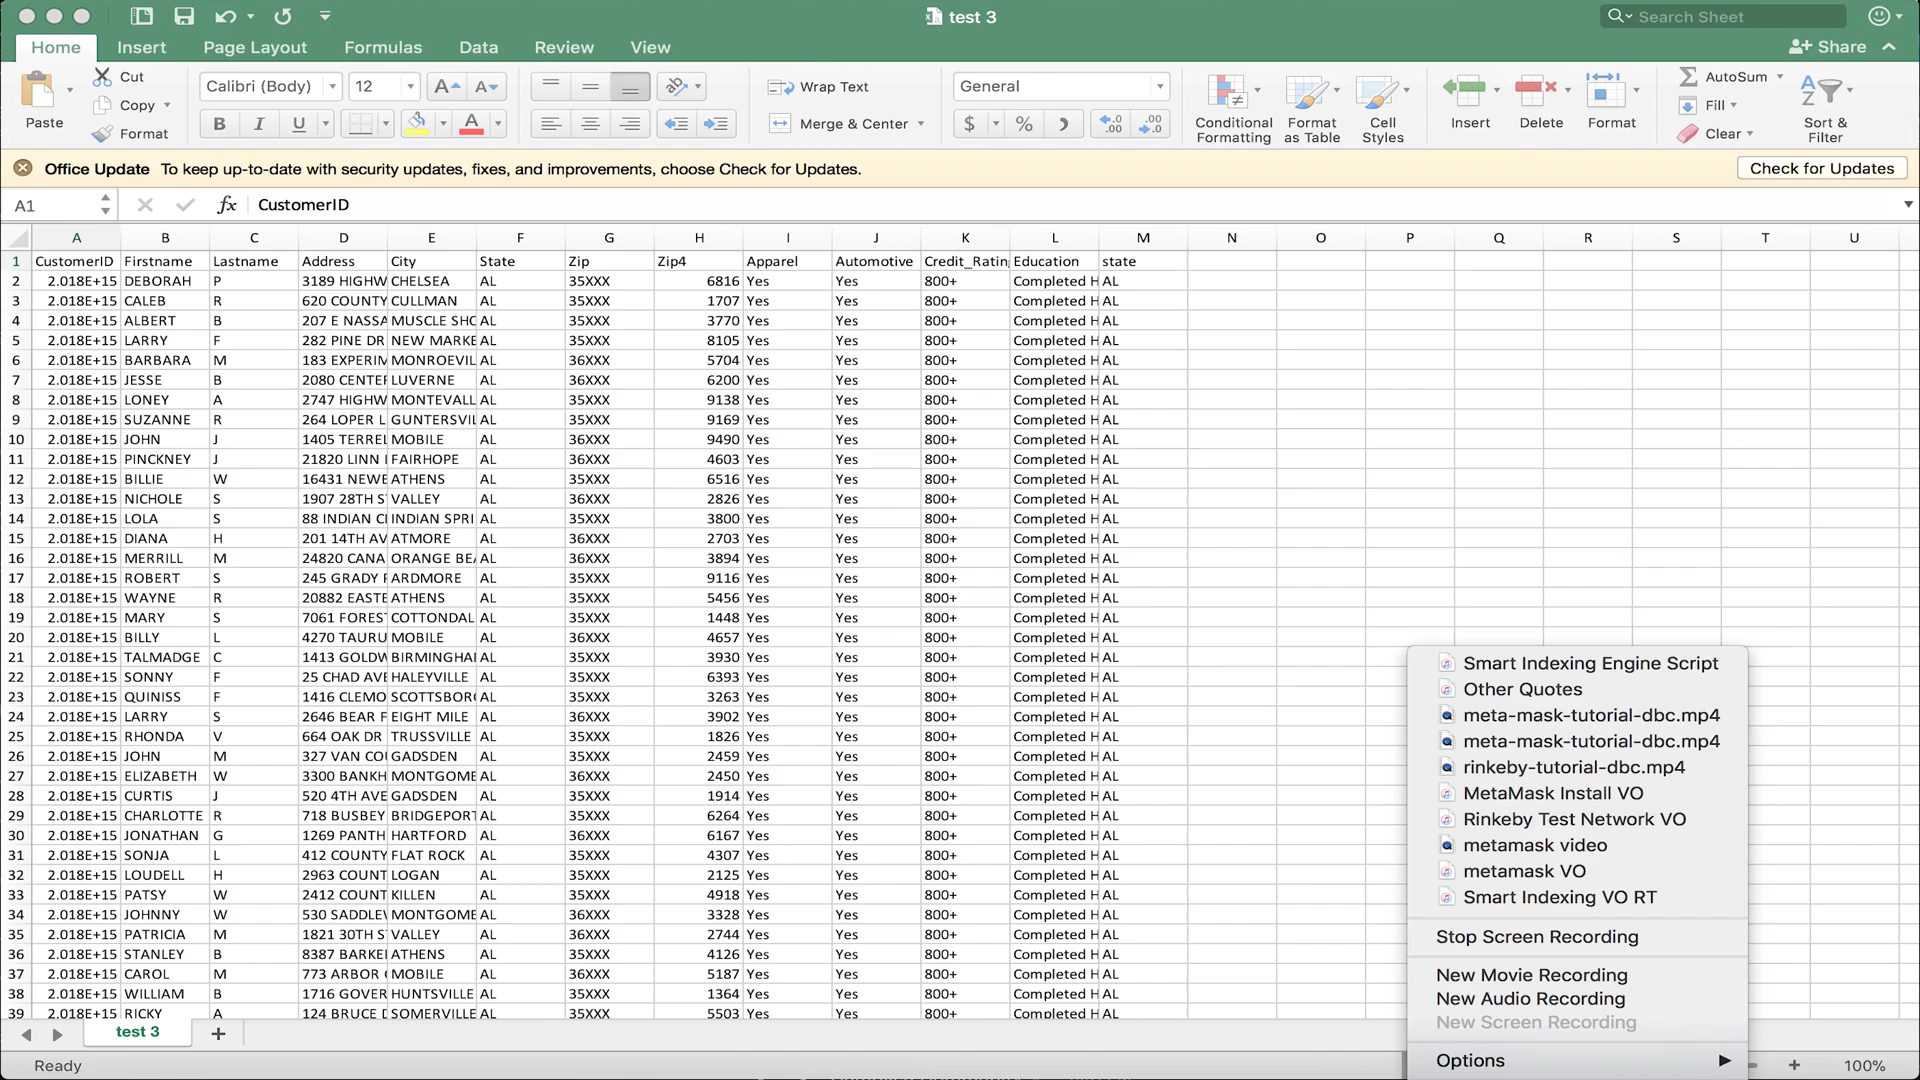 test 3
Search Sheet
Home Insert Page Layout Formulas Data Review View
Share
Paste
Cut
Copy
Format
Calibri (Body) 12
B I U
Wrap Text
Merge & Center
General
Conditional Formatting
Format as Table
Cell Styles
Insert
Delete
Format
AutoSum
Fill
Clear
Sort & Filter
Office Update To keep up-to-date with security updates, fixes, and improvements, choose Check for Updates.
Check for Updates
A1 fx CustomerID
A B C D E F G H I J K L M N O P Q R S T U
1 CustomerID Firstname Lastname Address City State Zip Zip4 Apparel Automotive Credit_Ratin Education state
2 2.018E+15 DEBORAH P 3189 HIGHW CHELSEA AL 35XXX 6816 Yes Yes 800+ Completed H AL
3 2.018E+15 CALEB R 620 COUNTY CULLMAN AL 35XXX 1707 Yes Yes 800+ Completed H AL
4 2.018E+15 ALBERT B 207 E NASSA MUSCLE SHO AL 35XXX 3770 Yes Yes 800+ Completed H AL
5 2.018E+15 LARRY F 282 PINE DR NEW MARKE AL 35XXX 8105 Yes Yes 800+ Completed H AL
6 2.018E+15 BARBARA M 183 EXPERIM MONROEVIL AL 36XXX 5704 Yes Yes 800+ Completed H AL
7 2.018E+15 JESSE B 2080 CENTER LUVERNE AL 36XXX 6200 Yes Yes 800+ Completed H AL
8 2.018E+15 LONEY A 2747 HIGHW MONTEVALL AL 35XXX 9138 Yes Yes 800+ Completed H AL
9 2.018E+15 SUZANNE R 264 LOPER L GUNTERSVIL AL 35XXX 9169 Yes Yes 800+ Completed H AL
10 2.018E+15 JOHN J 1405 TERREL MOBILE AL 36XXX 9490 Yes Yes 800+ Completed H AL
11 2.018E+15 PINCKNEY J 21820 LINN FAIRHOPE AL 36XXX 4603 Yes Yes 800+ Completed H AL
12 2.018E+15 BILLIE W 16431 NEWE ATHENS AL 35XXX 6516 Yes Yes 800+ Completed H AL
13 2.018E+15 NICHOLE S 1907 28TH S VALLEY AL 36XXX 2826 Yes Yes 800+ Completed H AL
14 2.018E+15 LOLA S 88 INDIAN C INDIAN SPRI AL 35XXX 3800 Yes Yes 800+ Completed H AL
15 2.018E+15 DIANA H 201 14TH AV ATMORE AL 36XXX 2703 Yes Yes 800+ Completed H AL
16 2.018E+15 MERRILL M 24820 CANA ORANGE BEA AL 36XXX 3894 Yes Yes 800+ Completed H AL
17 2.018E+15 ROBERT S 245 GRADY ARDMORE AL 35XXX 9116 Yes Yes 800+ Completed H AL
18 2.018E+15 WAYNE R 20882 EASTE ATHENS AL 35XXX 5456 Yes Yes 800+ Completed H AL
19 2.018E+15 MARY S 7061 FOREST COTTONDAL AL 35XXX 1448 Yes Yes 800+ Completed H AL
20 2.018E+15 BILLY L 4270 TAURU MOBILE AL 36XXX 4657 Yes Yes 800+ Completed H AL
21 2.018E+15 TALMADGE C 1413 GOLDW BIRMINGHAM AL 35XXX 3930 Yes Yes 800+ Completed H AL
22 2.018E+15 SONNY F 25 CHAD AVE HALEYVILLE AL 35XXX 6393 Yes Yes 800+ Completed H AL
23 2.018E+15 QUINISS F 1416 CLEMO SCOTTSBORO AL 35XXX 3263 Yes Yes 800+ Completed H AL
24 2.018E+15 LARRY S 2646 BEAR F EIGHT MILE AL 36XXX 3902 Yes Yes 800+ Completed H AL
25 2.018E+15 RHONDA V 664 OAK DR TRUSSVILLE AL 35XXX 1826 Yes Yes 800+ Completed H AL
26 2.018E+15 JOHN M 327 VAN COU GADSDEN AL 35XXX 2459 Yes Yes 800+ Completed H AL
27 2.018E+15 ELIZABETH W 3300 BANKH MONTGOME AL 36XXX 2450 Yes Yes 800+ Completed H AL
28 2.018E+15 CURTIS J 520 4TH AVE GADSDEN AL 35XXX 1914 Yes Yes 800+ Completed H AL
29 2.018E+15 CHARLOTTE R 718 BUSBEY BRIDGEPORT AL 35XXX 6264 Yes Yes 800+ Completed H AL
30 2.018E+15 JONATHAN G 1269 PANTH HARTFORD AL 36XXX 6167 Yes Yes 800+ Completed H AL
31 2.018E+15 SONJA L 412 COUNTY FLAT ROCK AL 35XXX 4307 Yes Yes 800+ Completed H AL
32 2.018E+15 LOUDELL H 2963 COUNT LOGAN AL 35XXX 2125 Yes Yes 800+ Completed H AL
33 2.018E+15 PATSY W 2412 COUNT KILLEN AL 35XXX 4918 Yes Yes 800+ Completed H AL
34 2.018E+15 JOHNNY W 530 SADDLEW MONTGOME AL 36XXX 3328 Yes Yes 800+ Completed H AL
35 2.018E+15 PATRICIA M 1821 30TH S VALLEY AL 36XXX 2744 Yes Yes 800+ Completed H AL
36 2.018E+15 STANLEY B 8387 BARKE ATHENS AL 35XXX 4126 Yes Yes 800+ Completed H AL
37 2.018E+15 CAROL M 773 ARBOR MOBILE AL 36XXX 5187 Yes Yes 800+ Completed H AL
38 2.018E+15 WILLIAM B 1716 GOVER HUNTSVILLE AL 35XXX 1364 Yes Yes 800+ Completed H AL
39 2.018E+15 RICKY A 124 BRUCE D SOMERVILLE AL 35XXX 5503 Yes Yes 800+ Completed H AL
Smart Indexing Engine Script
Other Quotes
meta-mask-tutorial-dbc.mp4
meta-mask-tutorial-dbc.mp4
rinkeby-tutorial-dbc.mp4
MetaMask Install VO
Rinkeby Test Network VO
metamask video
metamask VO
Smart Indexing VO RT
Stop Screen Recording
New Movie Recording
New Audio Recording
New Screen Recording
Options
test 3
Ready
100%